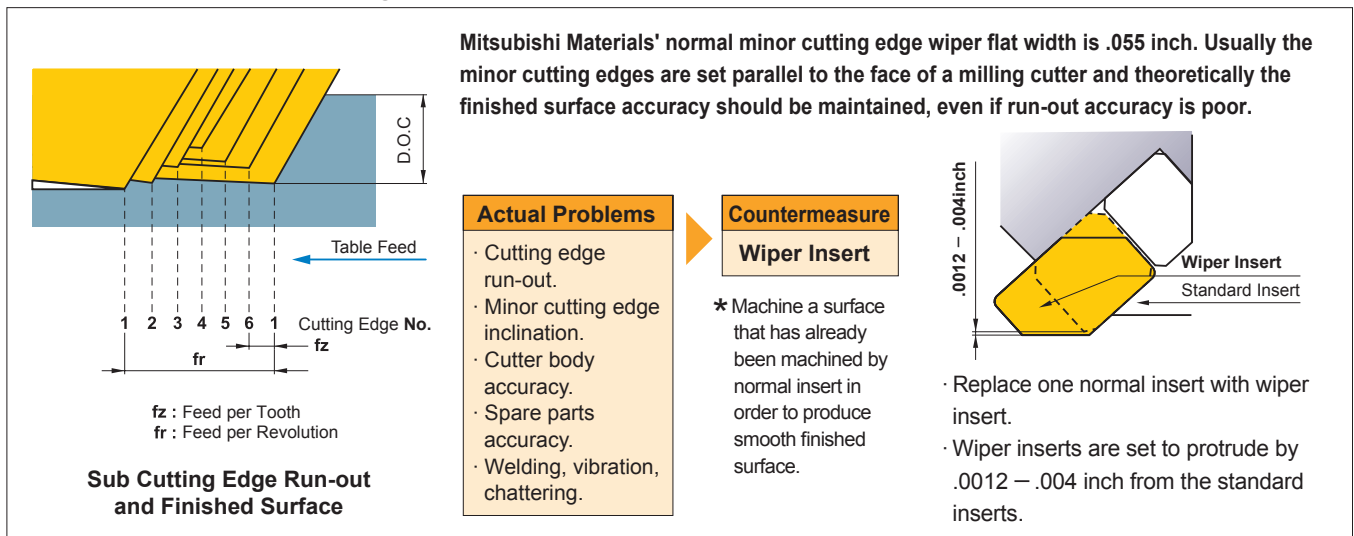 Mitsubishi Materials' normal minor cutting edge wiper flat width is .055 inch. Usually the
minor cutting edges are set parallel to the face of a milling cutter and theoretically the
finished surface accuracy should be maintained, even if run-out accuracy is poor.
D.O.C
Table Feed
1 2 3 4 5 6 1 Cutting Edge No.
fz
fr
fz : Feed per Tooth
fr : Feed per Revolution
Sub Cutting Edge Run-out
and Finished Surface
Actual Problems
· Cutting edge
run-out.
· Minor cutting edge
inclination.
· Cutter body
accuracy.
· Spare parts
accuracy.
· Welding, vibration,
chattering.
Countermeasure
Wiper Insert
* Machine a surface
that has already
been machined by
normal insert in
order to produce
smooth finished
surface.
.0012 – .004inch
Wiper Insert
Standard Insert
· Replace one normal insert with wiper
insert.
· Wiper inserts are set to protrude by
.0012 – .004 inch from the standard
inserts.